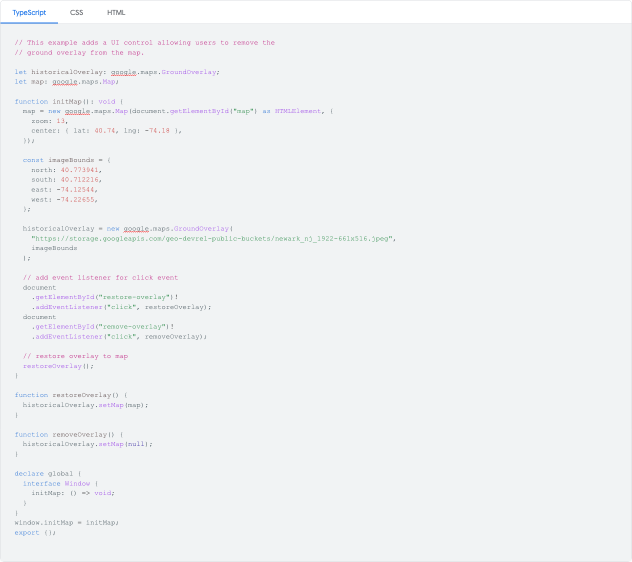 TypeScript CSS HTML
// This example adds a UI control allowing users to remove the
// ground overlay from the map.
let historicalOverlay: google.maps.GroundOverlay;
let map: google.maps.Map;
function initMap(): void {
map = new google.maps.Map(document.getElementById("map") as HTMLElement, {
zoom: 13,
center: { lat: 40.74, lng: -74.18 },
});
const imageBounds = {
north: 40.773941,
south: 40.712216,
east: -74.12544,
west: -74.22655,
};
historicalOverlay = new google.maps.GroundOverlay(
"https://storage.googleapis.com/geo-devrel-public-buckets/newark_nj_1922-661x516.jpeg",
imageBounds
);
// add event listener for click event
document
.getElementById("restore-overlay")!
.addEventListener("click", restoreOverlay);
document
.getElementById("remove-overlay")!
.addEventListener("click", removeOverlay);
// restore overlay to map
restoreOverlay();
}
function restoreOverlay() {
historicalOverlay.setMap(map);
}
function removeOverlay() {
historicalOverlay.setMap(null);
}
declare global {
interface Window {
initMap: () => void;
}
}
window.initMap = initMap;
export {};